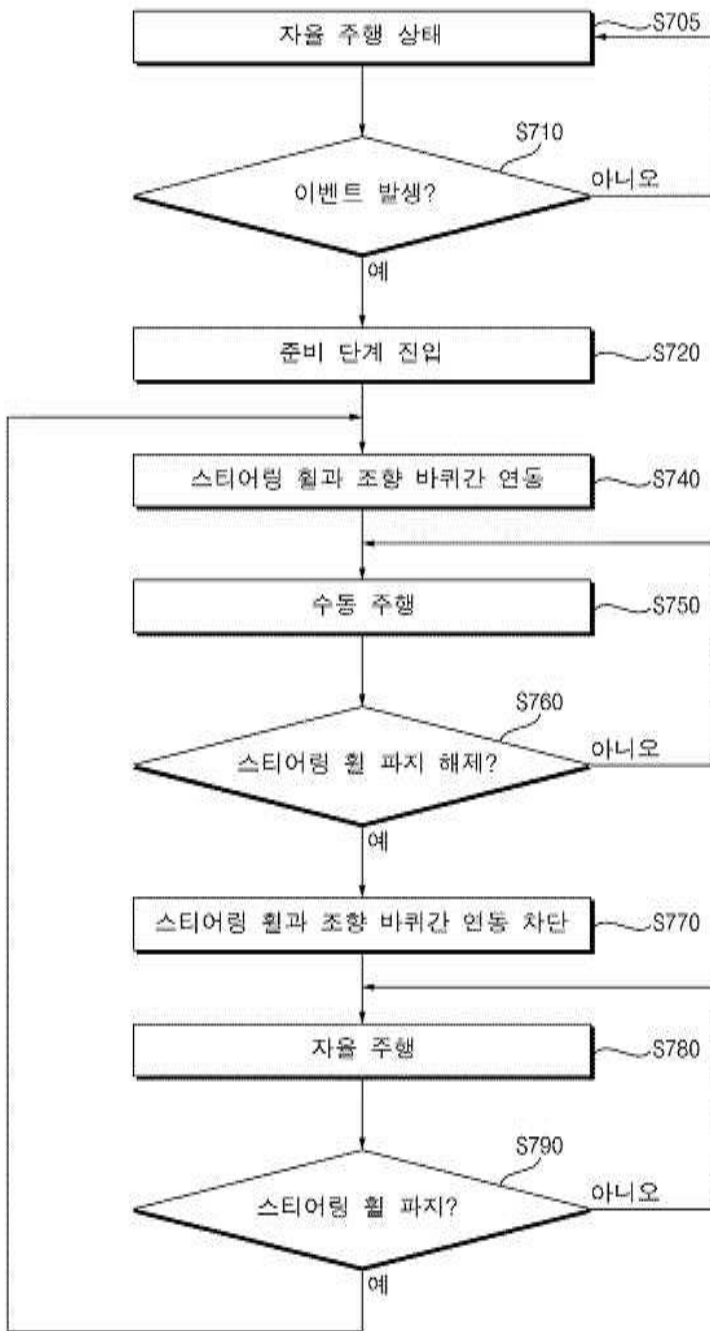 자율 주행 상태
S705
S710
이벤트 발생?
아니오
예
준비 단계 진입
S720
스티어링 휠과 조향 바퀴간 연동
S740
수동 주행
S750
S760
스티어링 휠 파지 해제?
아니오
예
스티어링 휠과 조향 바퀴간 연동 차단
S770
자율 주행
S780
S790
스티어링 휠 파지?
아니오
예